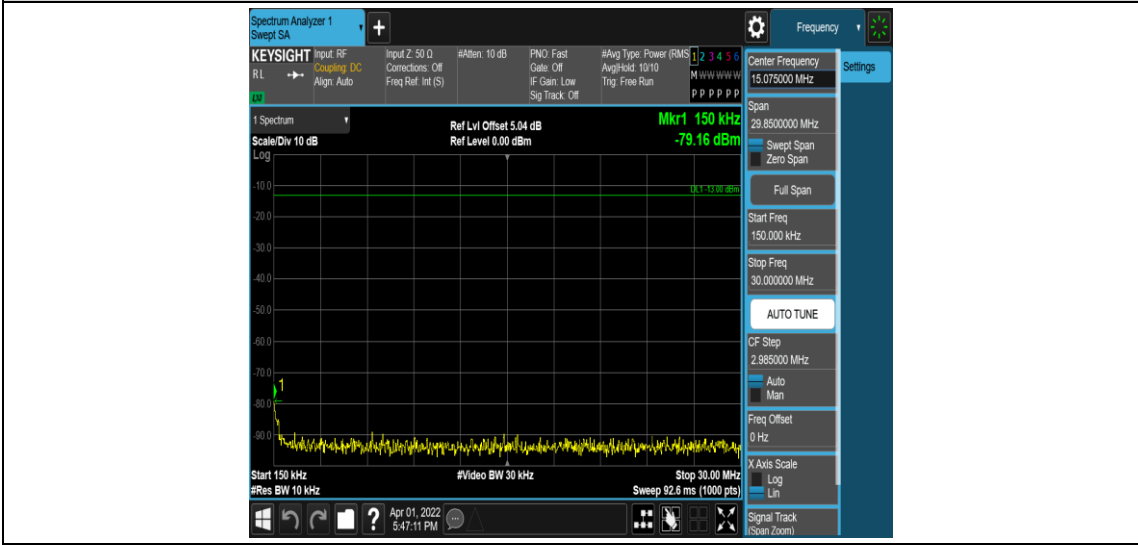 Spectrum Analyzer 1
Swept SA
+
Frequency
KEYSIGHT
RL
LXI
Input: RF
Coupling: DC
Align: Auto
Input Z: 50 Ω
Corrections: Off
Freq Ref: Int (S)
#Atten: 10 dB
PNO: Fast
Gate: Off
IF Gain: Low
Sig Track: Off
#Avg Type: Power (RMS
Avg|Hold: 10/10
Trig: Free Run
1 2 3 4 5 6
M W W W W W
P P P P P P
1 Spectrum
Scale/Div 10 dB
Log
Ref Lvl Offset 5.04 dB
Ref Level 0.00 dBm
Mkr1 150 kHz
-79.16 dBm
DL1 -13.00 dBm
-10.0
-20.0
-30.0
-40.0
-50.0
-60.0
-70.0
1
-80.0
-90.0
Start 150 kHz
#Res BW 10 kHz
#Video BW 30 kHz
Stop 30.00 MHz
Sweep 92.6 ms (1000 pts)
Apr 01, 2022
5:47:11 PM
Center Frequency
15.075000 MHz
Settings
Span
29.8500000 MHz
Swept Span
Zero Span
Full Span
Start Freq
150.000 kHz
Stop Freq
30.000000 MHz
AUTO TUNE
CF Step
2.985000 MHz
Auto
Man
Freq Offset
0 Hz
X Axis Scale
Log
Lin
Signal Track
(Span Zoom)